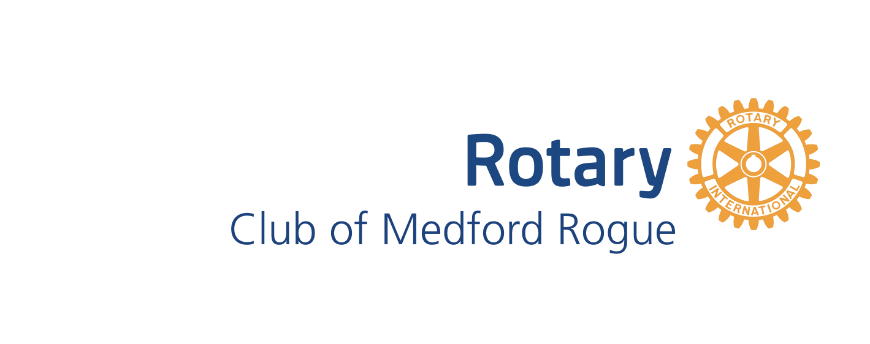 Rotary
Club of Medford Rogue
ROTARY
INTERNATIONAL